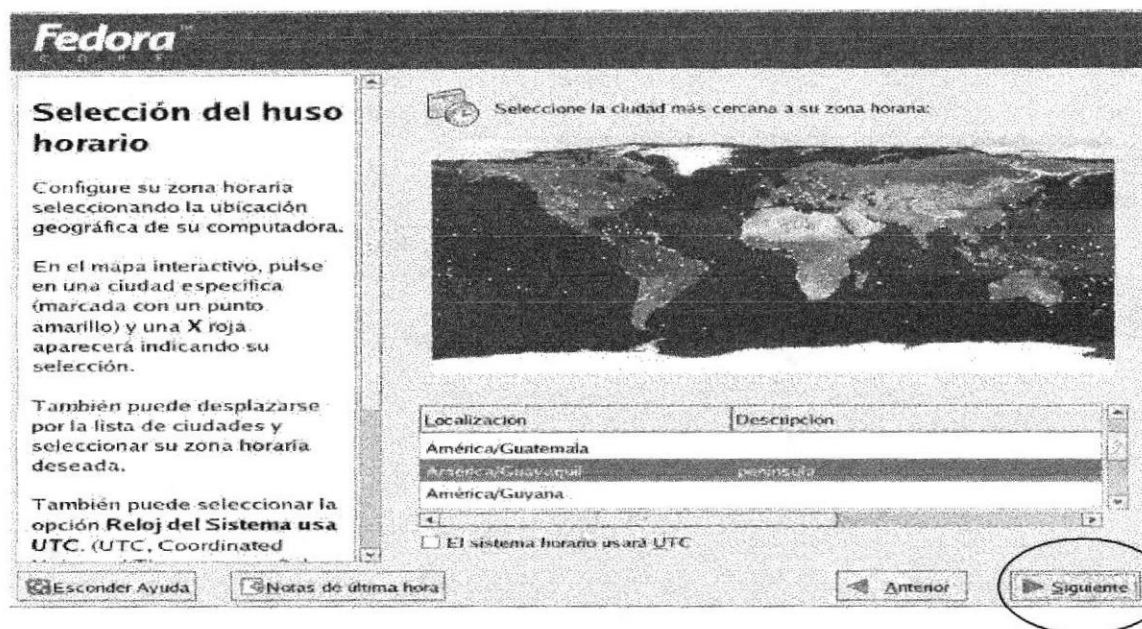 Fedora™
CORE
Selección del huso
horario
Configure su zona horaria
seleccionando la ubicación
geográfica de su computadora.
En el mapa interactivo, pulse
en una ciudad específica
(marcada con un punto
amarillo) y una X roja
aparecerá indicando su
selección.
También puede desplazarse
por la lista de ciudades y
seleccionar su zona horaria
deseada.
También puede seleccionar la
opción Reloj del Sistema usa
UTC. (UTC, Coordinated
Seleccione la ciudad más cercana a su zona horaria:
Localización Descripción
América/Guatemala
América/Guayaquil península
América/Guyana
El sistema horario usará UTC
Esconder Ayuda Notas de última hora Anterior Siguiente